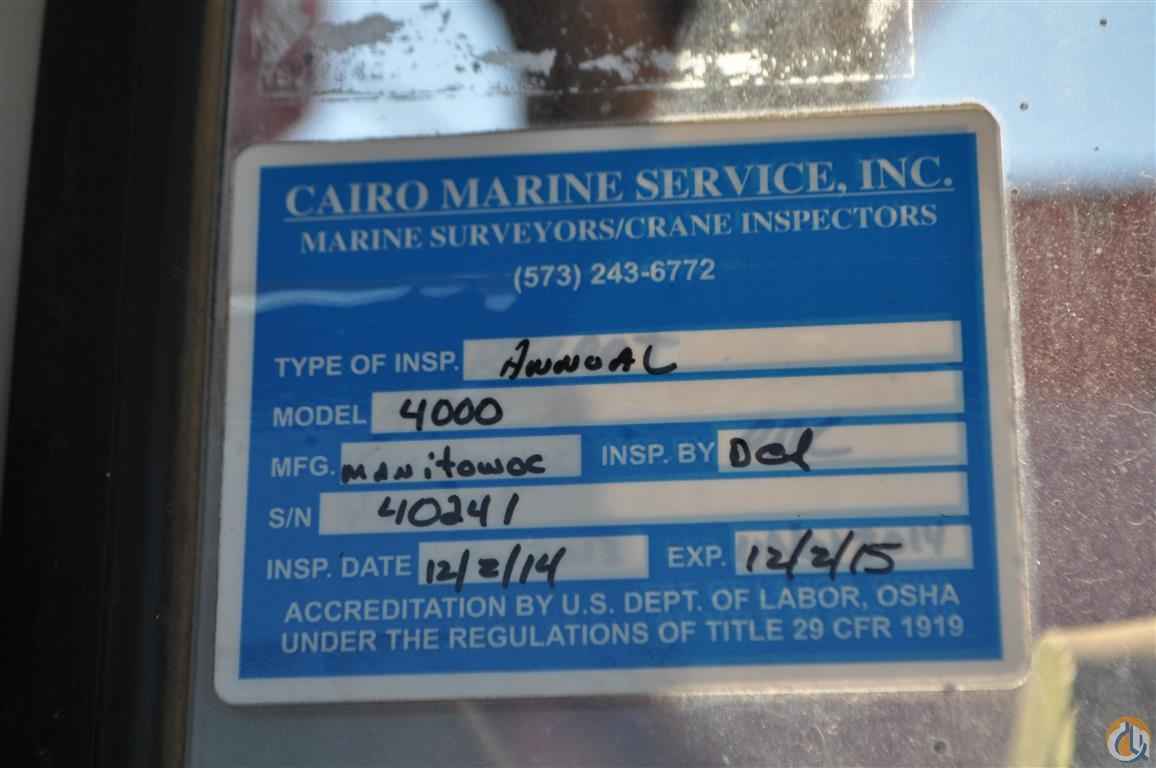 CAIRO MARINE SERVICE, INC.
MARINE SURVEYORS/CRANE INSPECTORS
(573) 243-6772
TYPE OF INSP. ANNUAL
MODEL 4000
MFG. MANitowoc INSP. BY
S/N 40241
INSP. DATE 12/2/14 EXP. 12/2/15
ACCREDITATION BY U.S. DEPT. OF LABOR, OSHA
UNDER THE REGULATIONS OF TITLE 29 CFR 1919